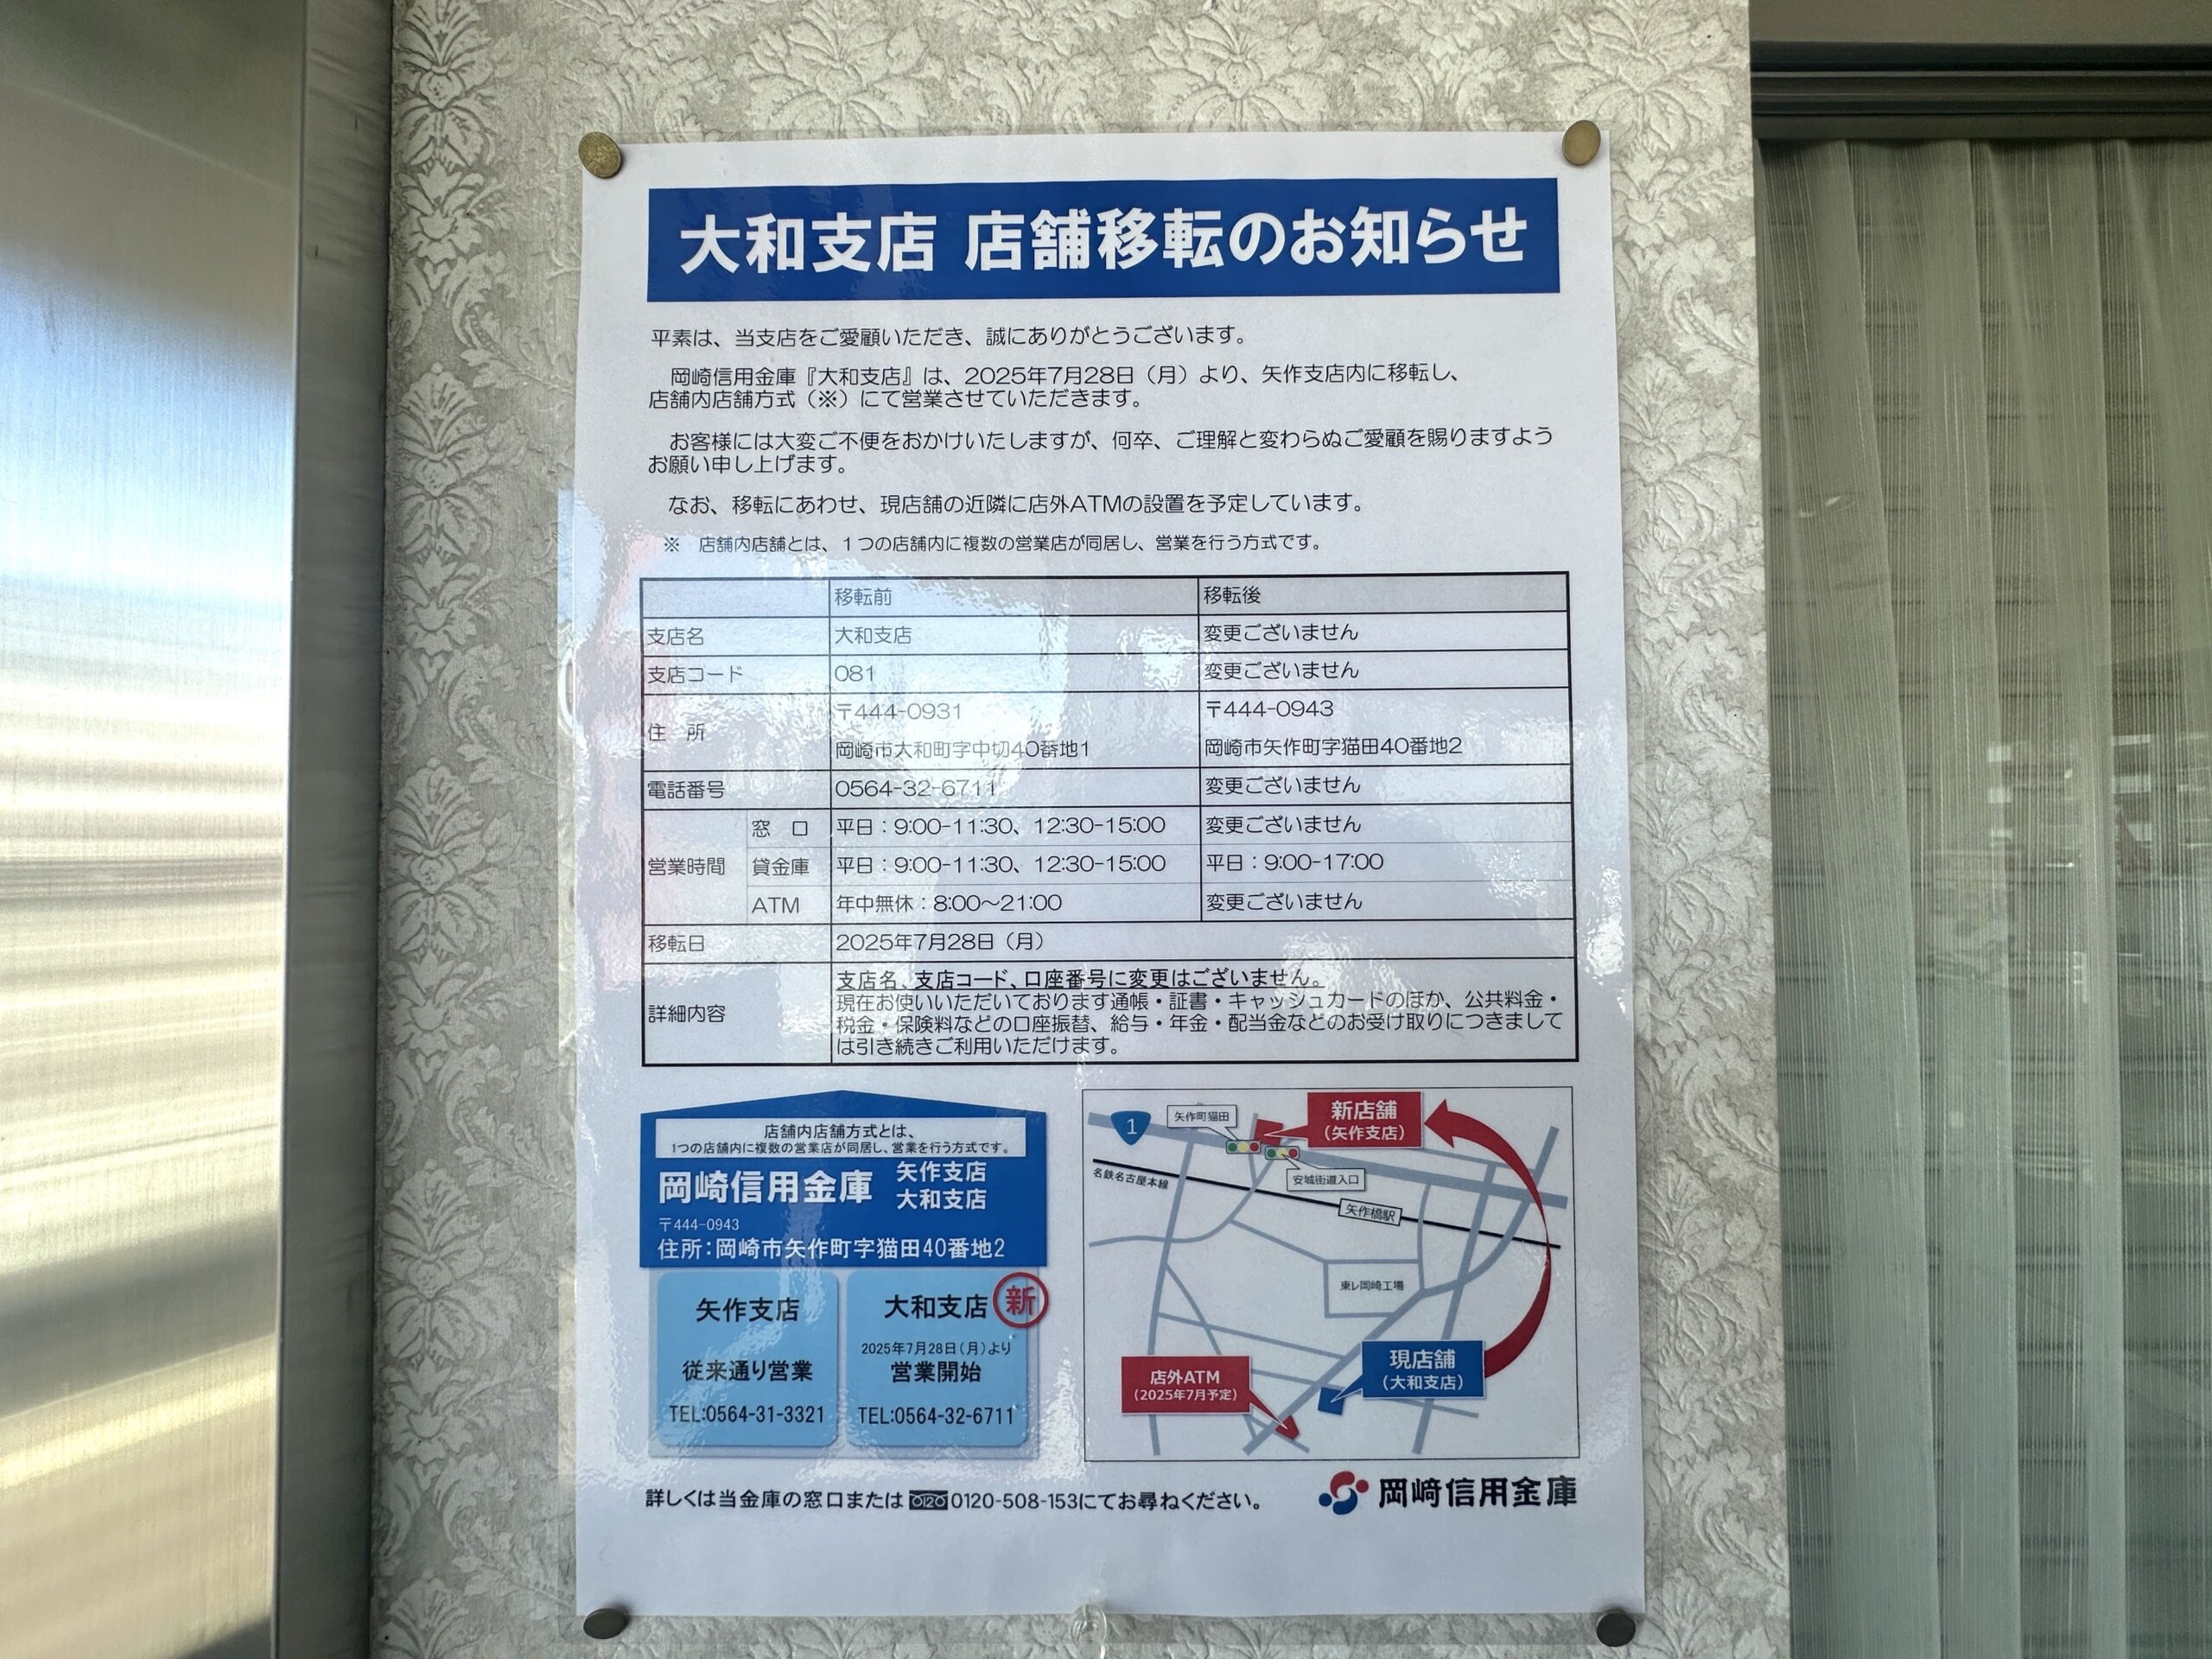 大和支店 店舗移転のお知らせ
平素は、当支店をご愛顧いただき、誠にありがとうございます。
岡崎信用金庫『大和支店』は、2025年7月28日（月）より、矢作支店内に移転し、
店舗内店舗方式（※）にて営業させていただきます。
お客様には大変ご不便をおかけいたしますが、何卒、ご理解と変わらぬご愛顧を賜りますよう
お願い申し上げます。
なお、移転にあわせ、現店舗の近隣に店外ATMの設置を予定しています。
※　店舗内店舗とは、１つの店舗内に複数の営業店が同居し、営業を行う方式です。
移転前 移転後
支店名 大和支店 変更ございません
支店コード 081 変更ございません
住　所 〒444-0931 〒444-0943
岡崎市大和町字中切40番地1 岡崎市矢作町字猫田40番地2
電話番号 0564-32-6711 変更ございません
営業時間 窓　口 平日：9:00-11:30、12:30-15:00 変更ございません
貸金庫 平日：9:00-11:30、12:30-15:00 平日：9:00-17:00
ATM 年中無休：8:00～21:00 変更ございません
移転日 2025年7月28日（月）
詳細内容 支店名、支店コード、口座番号に変更はございません。
現在お使いいただいております通帳・証書・キャッシュカードのほか、公共料金・
税金・保険料などの口座振替、給与・年金・配当金などのお受け取りにつきまして
は引き続きご利用いただけます。
店舗内店舗方式とは、
1つの店舗内に複数の営業店が同居し、営業を行う方式です。
岡崎信用金庫 矢作支店
大和支店
〒444-0943
住所：岡崎市矢作町字猫田40番地2
矢作支店
従来通り営業
TEL:0564-31-3321
大和支店 新
2025年7月28日（月）より
営業開始
TEL:0564-32-6711
1
矢作町猫田
新店舗
（矢作支店）
安城街道入口
名鉄名古屋本線
矢作橋駅
東レ岡崎工場
現店舗
（大和支店）
店外ATM
（2025年7月予定）
詳しくは当金庫の窓口または 0120-508-153にてお尋ねください。
岡崎信用金庫